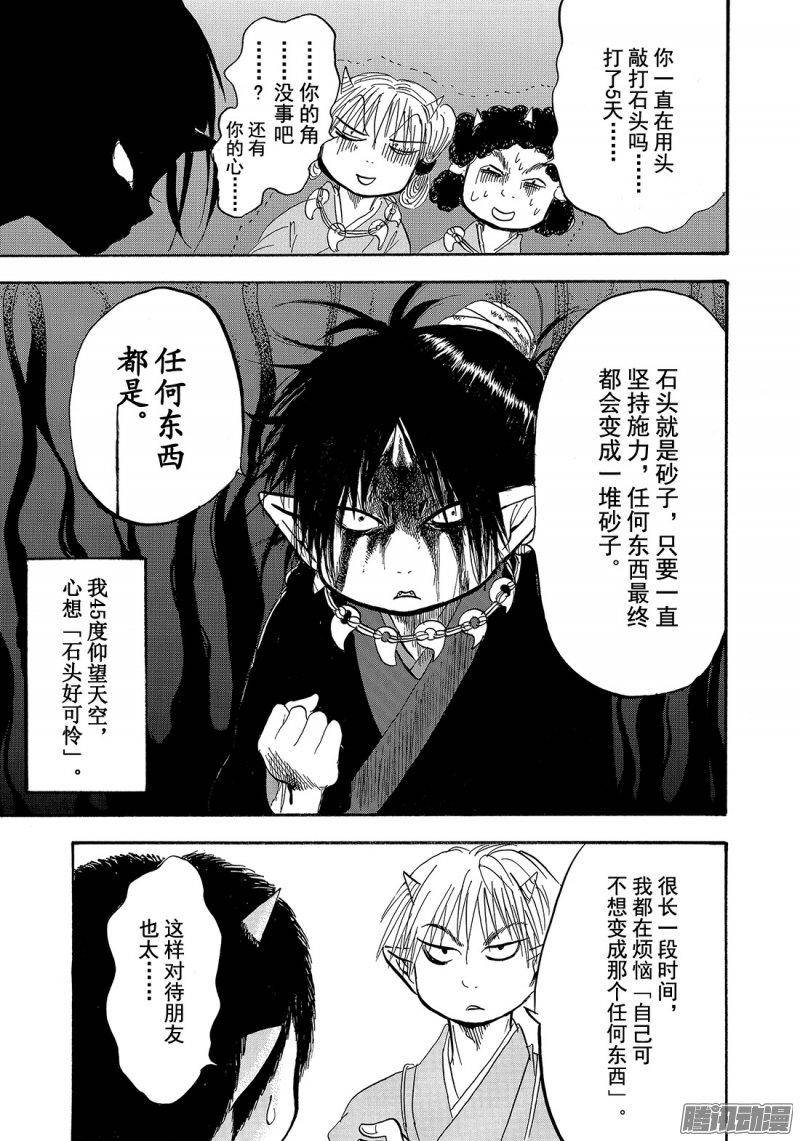 你一直在用头
敲打石头吗……
打了5天……
……你的角
……没事吧
……？还有
你的心……
石头就是砂子，只要一直
坚持施力，任何东西最终
都会变成一堆砂子。
任何东西
都是。
我45度仰望天空，
心想「石头好可怜」。
很长一段时间，
我都在烦恼「自己可
不想变成那个任何东西」。
这样对待朋友
也太……
腾讯动漫